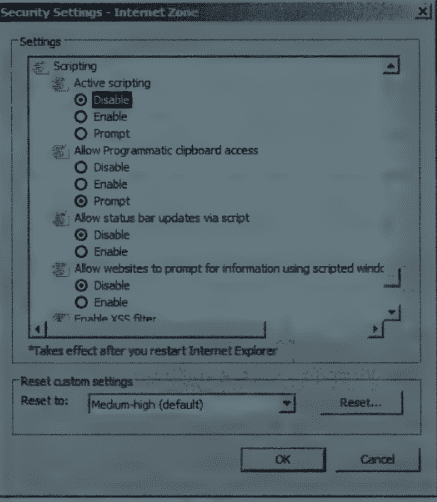 Security Settings - Internet Zone
Settings
Scripting
Active scripting
Disable
Enable
Prompt
Allow Programmatic clipboard access
Disable
Enable
Prompt
Allow status bar updates via script
Disable
Enable
Allow websites to prompt for information using scripted windo
Disable
Enable
Enable XSS filter
*Takes effect after you restart Internet Explorer
Reset custom settings
Reset to:
Medium-high (default)
Reset...
OK
Cancel